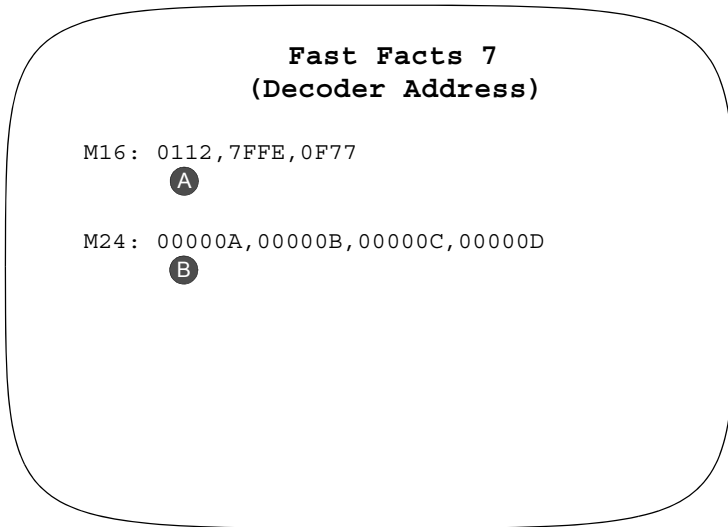 Fast Facts 7
(Decoder Address)
M16: 0112,7FFE,0F77
A
M24: 00000A,00000B,00000C,00000D
B